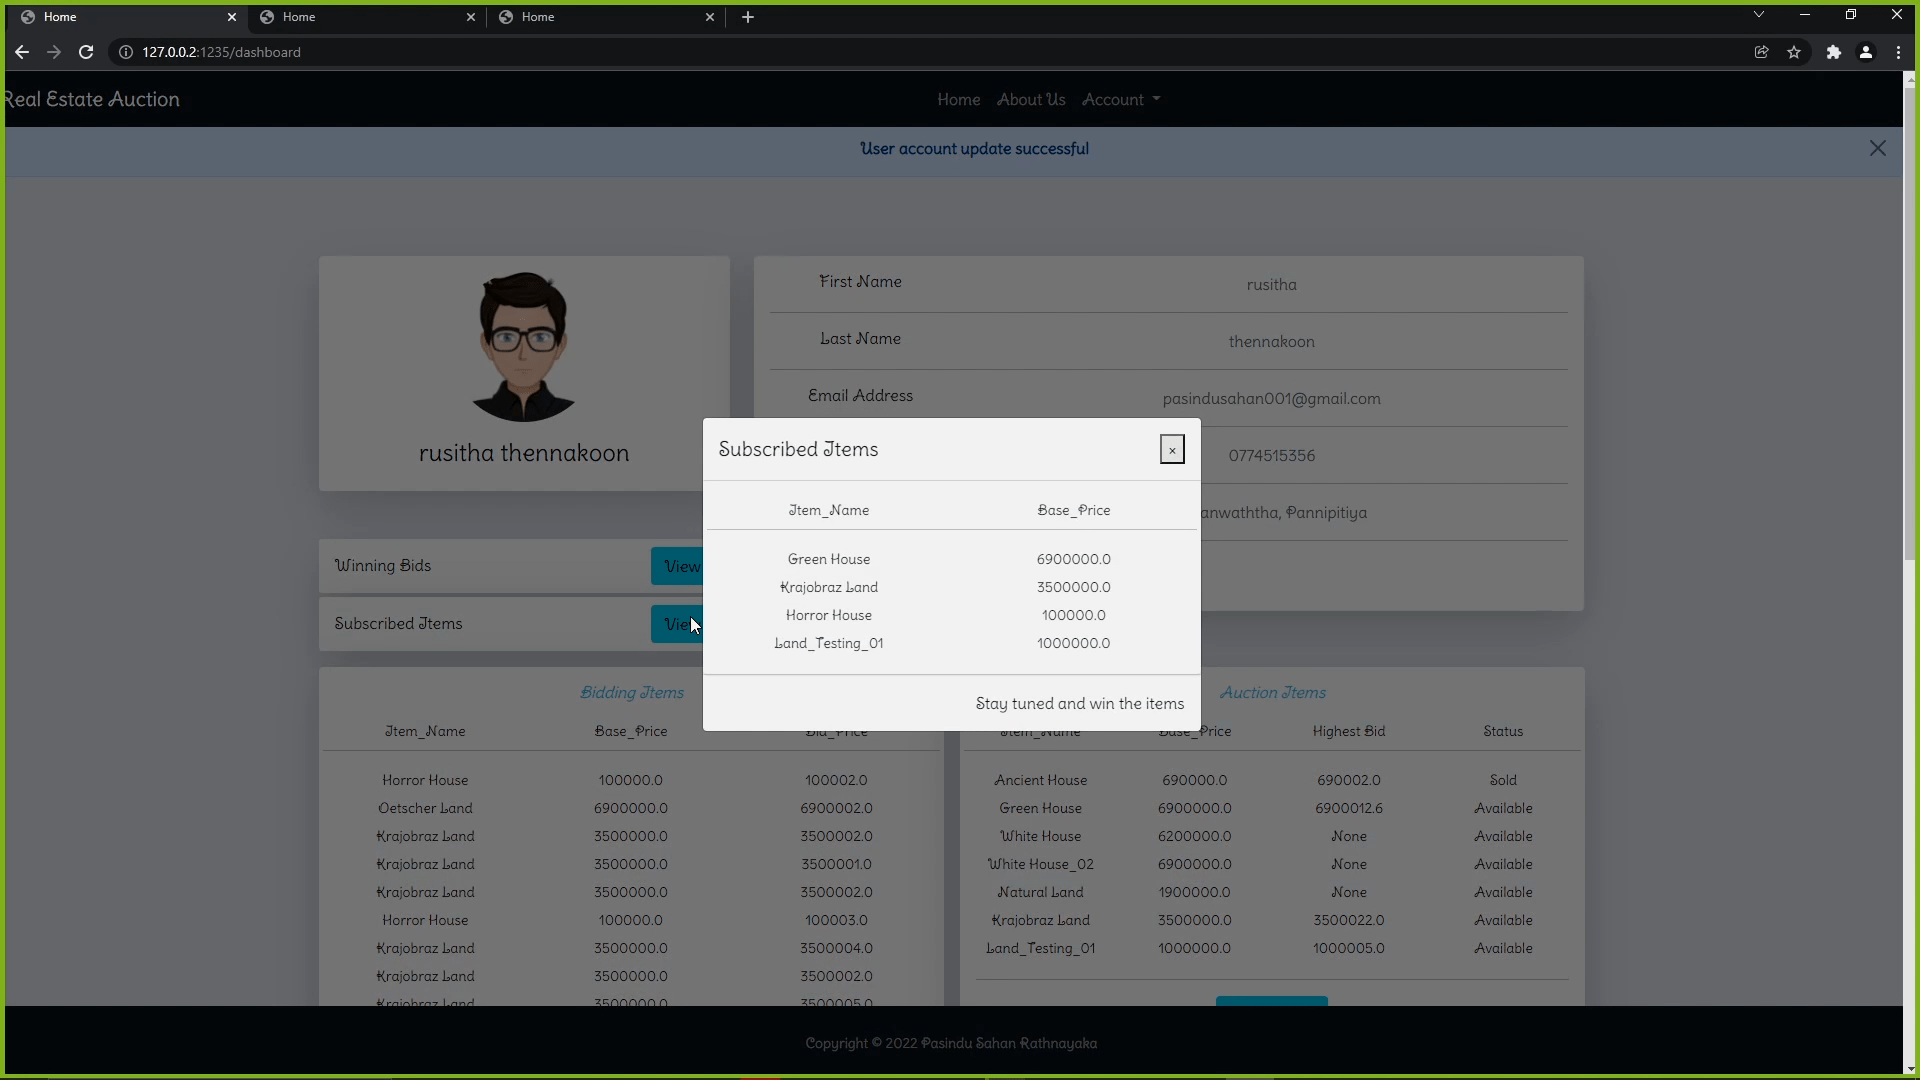 Home
Home
Home
127.0.0.2:1235/dashboard
Real Estate Auction
Home
About Us
Account
User account update successful
First Name
rusitha
Last Name
thennakoon
Email Address
pasindusahan001@gmail.com
rusitha thennakoon
0774515356
Pannipitiya
Winning Bids
View
Subscribed Items
Subscribed Items
×
Item_Name Base_Price
Green House 6900000.0
Krajobraz Land 3500000.0
Horror House 100000.0
Land_Testing_01 1000000.0
Stay tuned and win the items
Bidding Items
Item_Name Base_Price Bid_Price
Horror House 100000.0 100002.0
Oetscher Land 6900000.0 6900002.0
Krajobraz Land 3500000.0 3500002.0
Krajobraz Land 3500000.0 3500001.0
Krajobraz Land 3500000.0 3500002.0
Horror House 100000.0 100003.0
Krajobraz Land 3500000.0 3500004.0
Krajobraz Land 3500000.0 3500002.0
Krajobraz Land 3500000.0 3500005.0
Auction Items
Item_Name Base_Price Highest Bid Status
Ancient House 690000.0 690002.0 Sold
Green House 6900000.0 6900012.6 Available
White House 6200000.0 None Available
White House_02 6900000.0 None Available
Natural Land 1900000.0 None Available
Krajobraz Land 3500000.0 3500022.0 Available
Land_Testing_01 1000000.0 1000005.0 Available
Copyright © 2022 Pasindu Sahan Rathnayaka